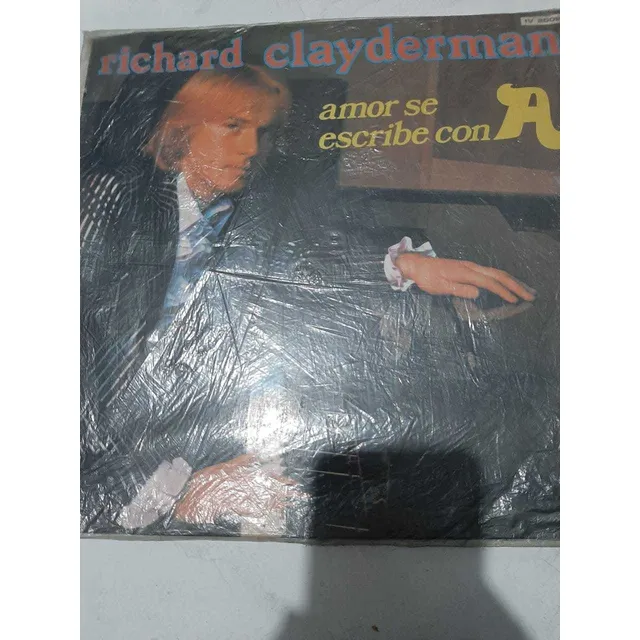 richard clayderman
amor se
escribe con A